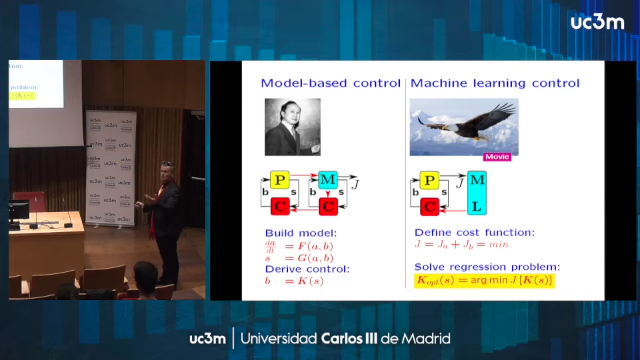 uc3m
Model-based control
Machine learning control
Movie
P M J
b s b s
C C
P J M
b s
C L
Build model:
da/dt = F(a, b)
s = G(a, b)
Derive control:
b = K(s)
Define cost function:
J = J_a + J_b = min
Solve regression problem:
K_opt(s) = arg min J [K(s)]
uc3m | Universidad Carlos III de Madrid